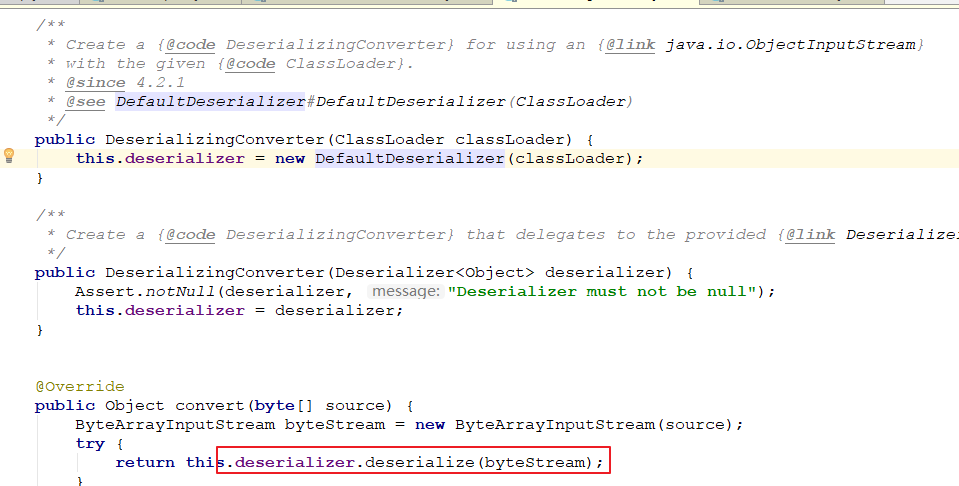 /**
* Create a {@code DeserializingConverter} for using an {@link java.io.ObjectInputStream}
* with the given {@code ClassLoader}.
* @since 4.2.1
* @see DefaultDeserializer#DefaultDeserializer(ClassLoader)
*/
public DeserializingConverter(ClassLoader classLoader) {
this.deserializer = new DefaultDeserializer(classLoader);
}
/**
* Create a {@code DeserializingConverter} that delegates to the provided {@link Deserializer
*/
public DeserializingConverter(Deserializer<Object> deserializer) {
Assert.notNull(deserializer, message: "Deserializer must not be null");
this.deserializer = deserializer;
}
@Override
public Object convert(byte[] source) {
ByteArrayInputStream byteStream = new ByteArrayInputStream(source);
try {
return this.deserializer.deserialize(byteStream);
}